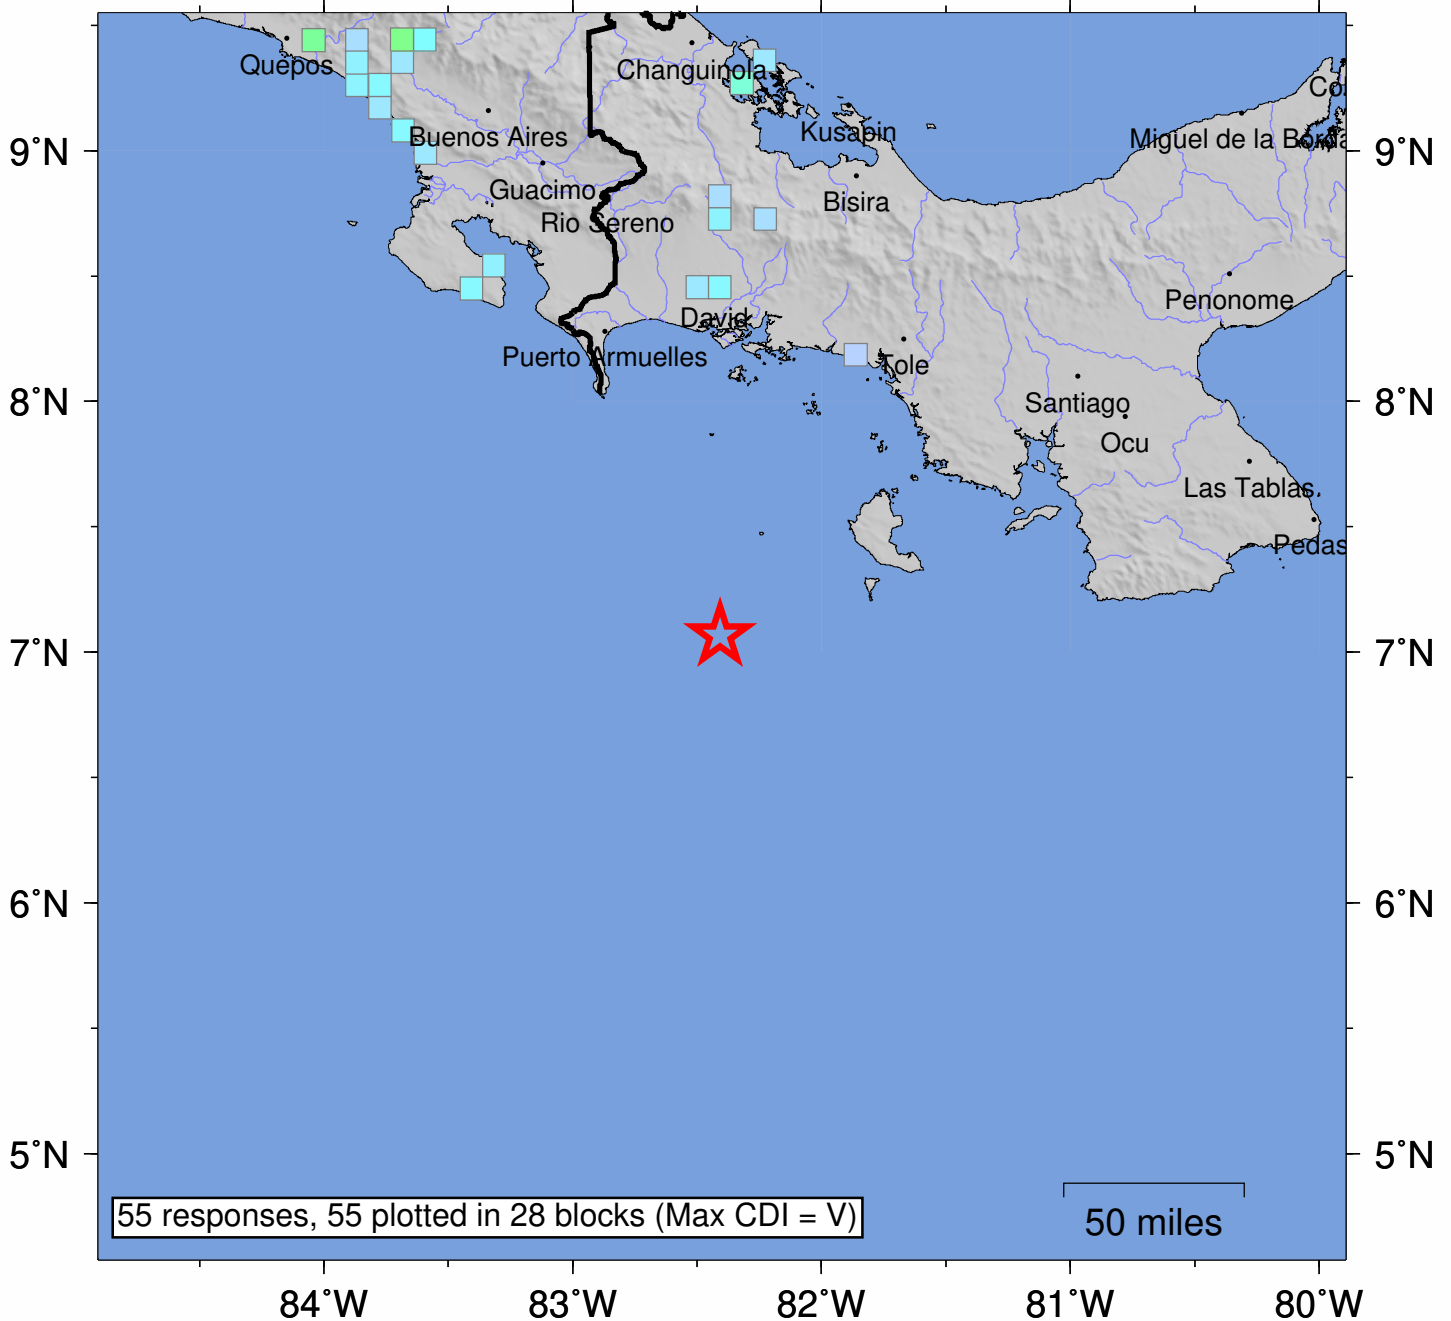 Quepos
Changuinola
Co
Buenos Aires
Kusapin
Miguel de la Borda
9°N
9°N
Guacimo
Bisira
Rio Sereno
Penonome
David
Puerto Armuelles
Tole
8°N
8°N
Santiago
Ocu
Las Tablas
Pedas
7°N
7°N
6°N
6°N
5°N
5°N
55 responses, 55 plotted in 28 blocks (Max CDI = V)
50 miles
84°W
83°W
82°W
81°W
80°W